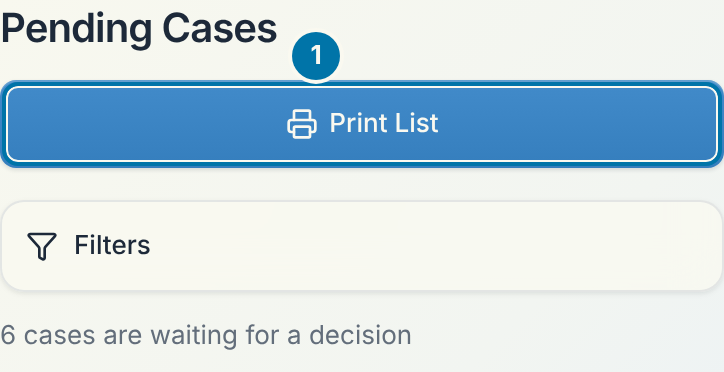 Pending Cases
1
Print List
Filters
6 cases are waiting for a decision